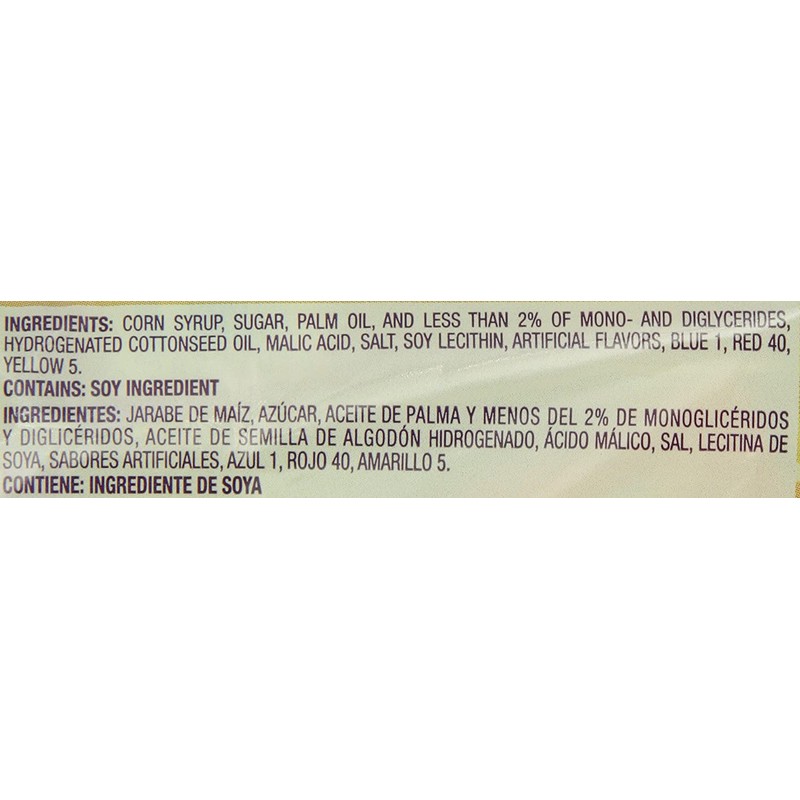 INGREDIENTS: CORN SYRUP, SUGAR, PALM OIL, AND LESS THAN 2% OF MONO- AND DIGLYCERIDES,
HYDROGENATED COTTONSEED OIL, MALIC ACID, SALT, SOY LECITHIN, ARTIFICIAL FLAVORS, BLUE 1, RED 40,
YELLOW 5.
CONTAINS: SOY INGREDIENT
INGREDIENTES: JARABE DE MAÍZ, AZÚCAR, ACEITE DE PALMA Y MENOS DEL 2% DE MONOGLICÉRIDOS
Y DIGLICÉRIDOS, ACEITE DE SEMILLA DE ALGODÓN HIDROGENADO, ÁCIDO MÁLICO, SAL, LECITINA DE
SOYA, SABORES ARTIFICIALES, AZUL 1, ROJO 40, AMARILLO 5.
CONTIENE: INGREDIENTE DE SOYA